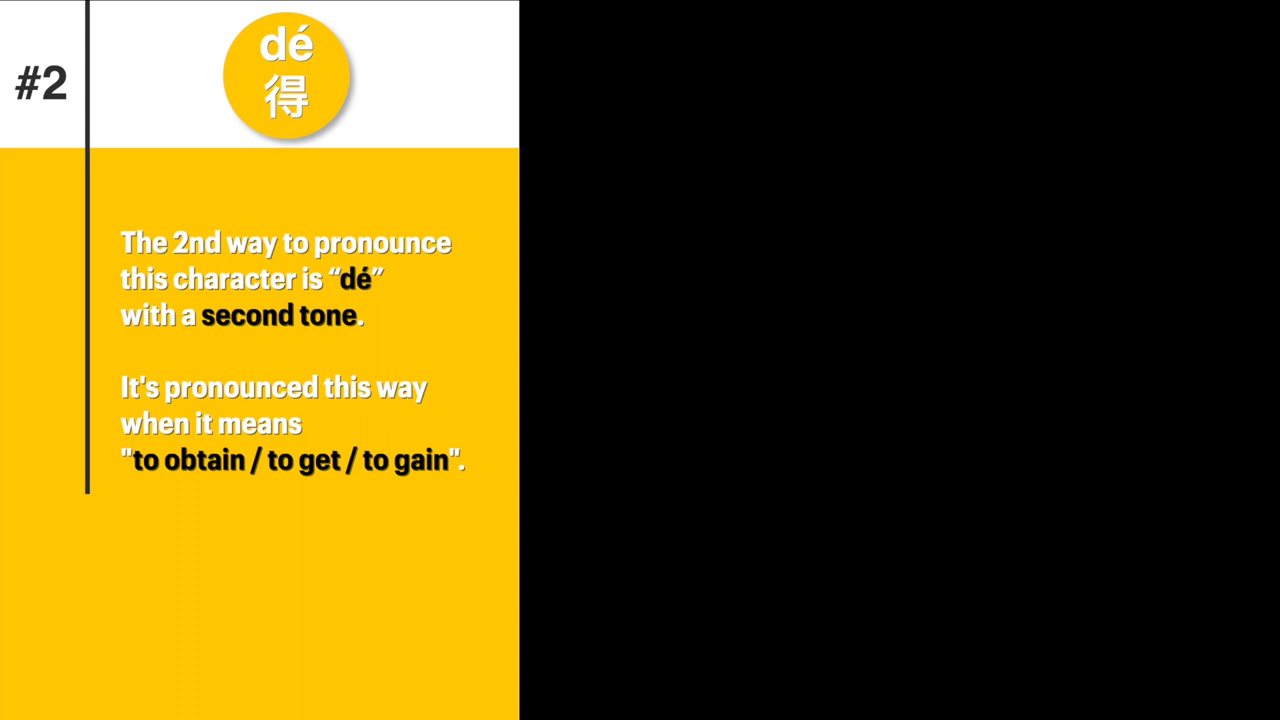 #2
dé
得
The 2nd way to pronounce
this character is “dé”
with a second tone.
It's pronounced this way
when it means
"to obtain / to get / to gain".